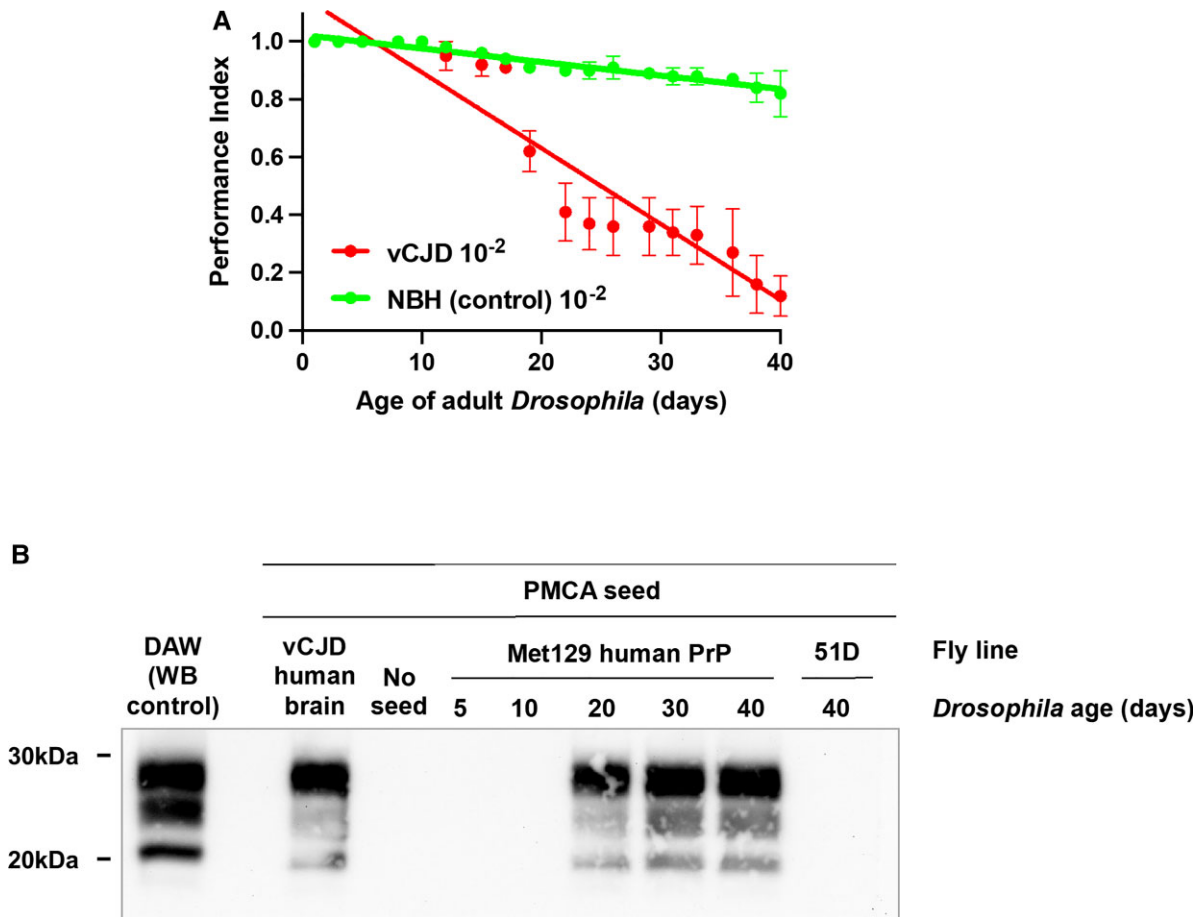 A
Performance Index
1.0
0.8
0.6
0.4
0.2
0.0
vCJD 10-2
NBH (control) 10-2
0 10 20 30 40
Age of adult Drosophila (days)
B
PMCA seed
DAW
(WB
control)
vCJD
human
brain
No
seed
Met129 human PrP
51D
Fly line
5 10 20 30 40 40
Drosophila age (days)
30kDa
20kDa